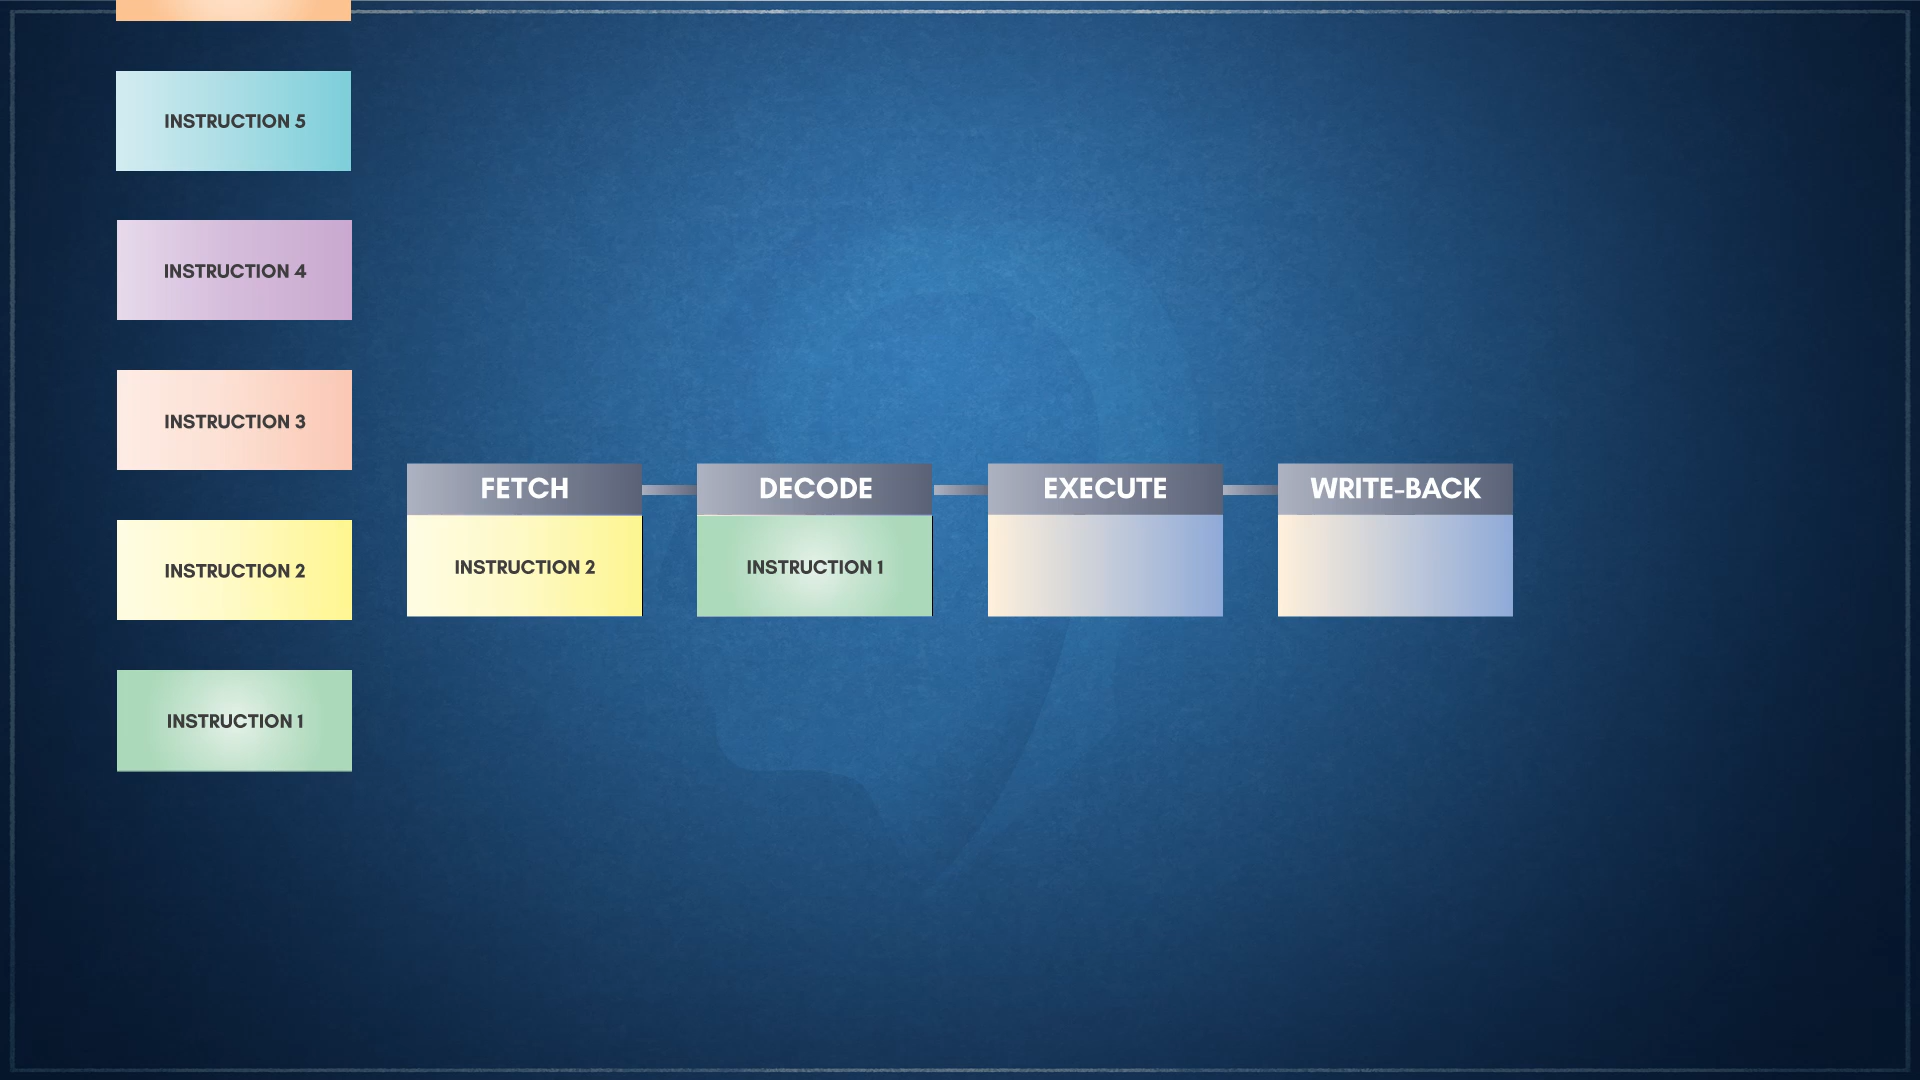 INSTRUCTION 5
INSTRUCTION 4
INSTRUCTION 3
INSTRUCTION 2
INSTRUCTION 1
FETCH
INSTRUCTION 2
DECODE
INSTRUCTION 1
EXECUTE
WRITE-BACK